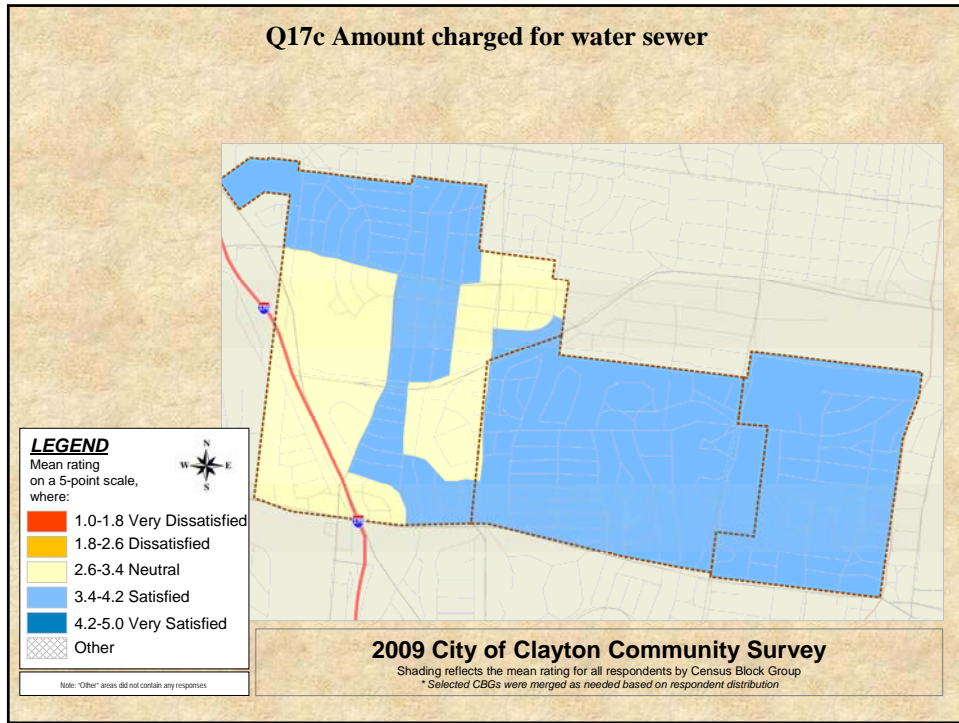 Q17c Amount charged for water sewer
LEGEND
Mean rating
on a 5-point scale,
where:
N
W E
S
1.0-1.8 Very Dissatisfied
1.8-2.6 Dissatisfied
2.6-3.4 Neutral
3.4-4.2 Satisfied
4.2-5.0 Very Satisfied
Other
Note: "Other" areas did not contain any responses
2009 City of Clayton Community Survey
Shading reflects the mean rating for all respondents by Census Block Group
* Selected CBGs were merged as needed based on respondent distribution